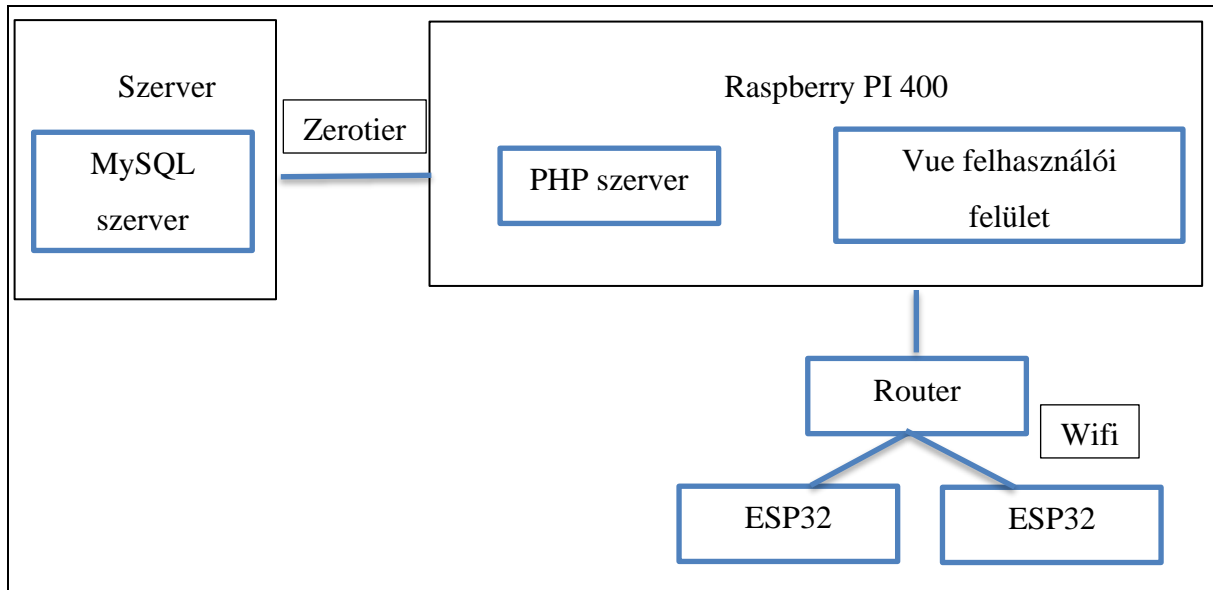 Szerver
MySQL
szerver
Zerotier
Raspberry PI 400
PHP szerver
Vue felhasználói
felület
Router
Wifi
ESP32
ESP32